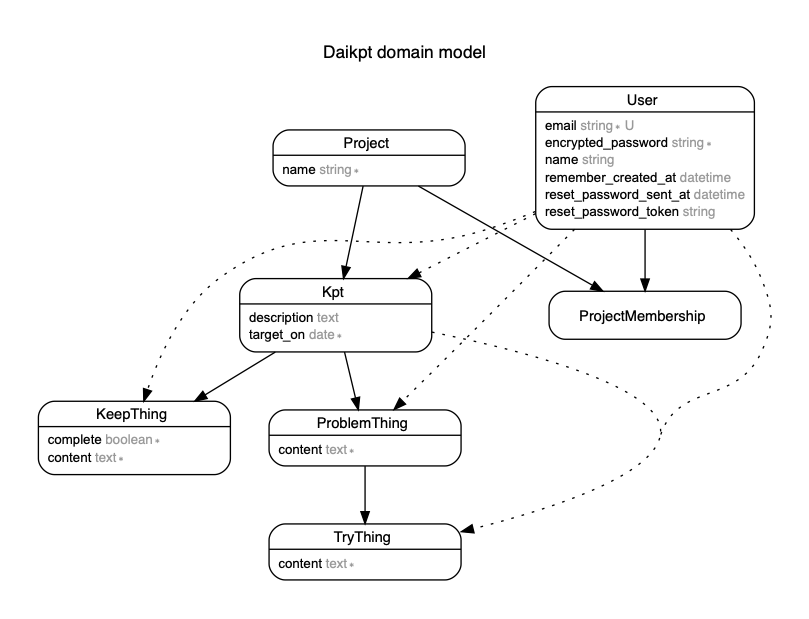 Daikpt domain model
User
email string ∗ U
encrypted_password string ∗
name string
remember_created_at datetime
reset_password_sent_at datetime
reset_password_token string
Project
name string ∗
Kpt
description text
target_on date ∗
ProjectMembership
KeepThing
complete boolean ∗
content text ∗
ProblemThing
content text ∗
TryThing
content text ∗